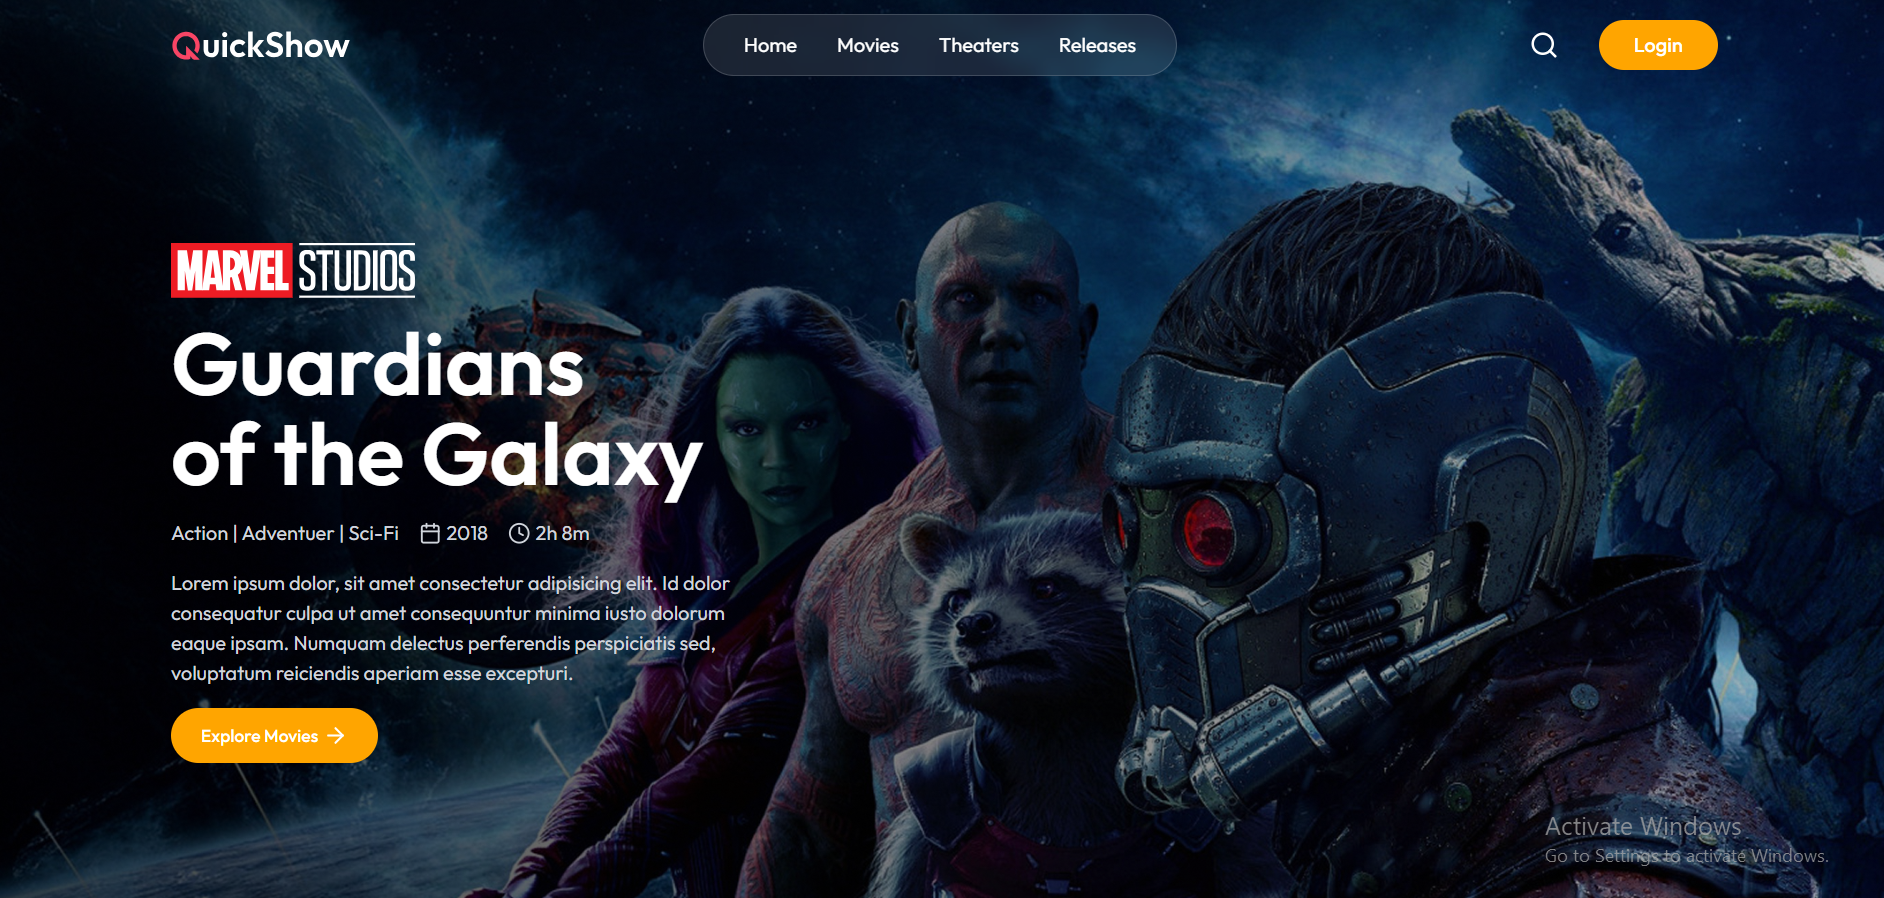 QuickShow
Home Movies Theaters Releases
Login
MARVEL STUDIOS
Guardians
of the Galaxy
Action | Adventuer | Sci-Fi 2018 2h 8m
Lorem ipsum dolor, sit amet consectetur adipisicing elit. Id dolor
consequatur culpa ut amet consequuntur minima iusto dolorum
eaque ipsam. Numquam delectus perferendis perspiciatis sed,
voluptatum reiciendis aperiam esse excepturi.
Explore Movies
Activate Windows
Go to Settings to activate Windows.